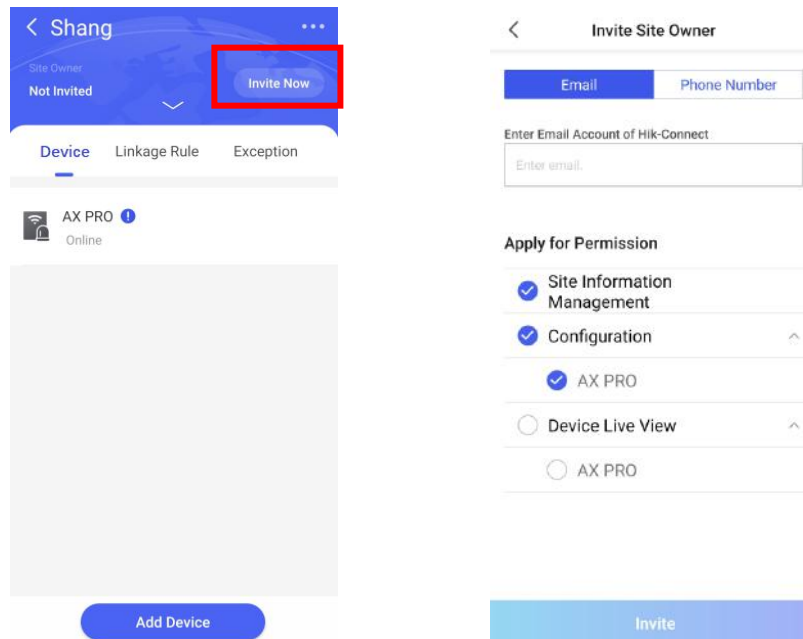 Shang
Site Owner
Not Invited
Invite Now
Device Linkage Rule Exception
AX PRO
Online
Add Device
Invite Site Owner
Email Phone Number
Enter Email Account of Hik-Connect
Enter email.
Apply for Permission
Site Information
Management
Configuration
AX PRO
Device Live View
AX PRO
Invite